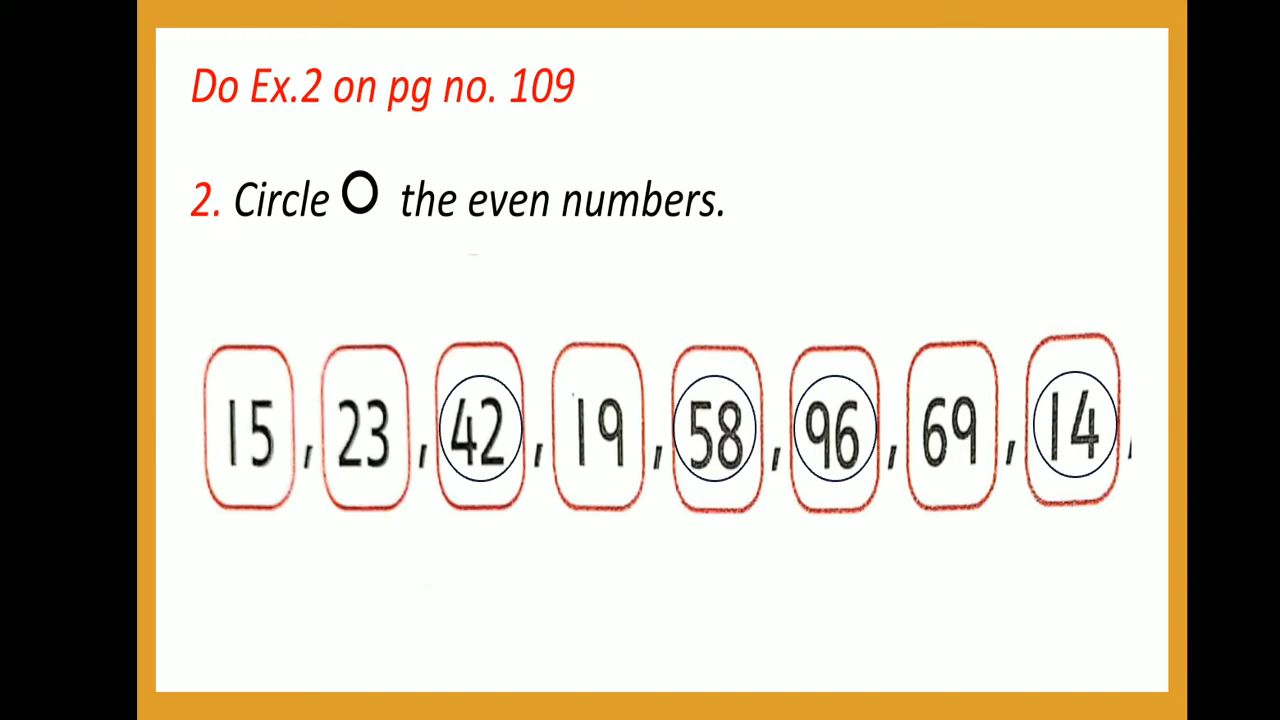 Do Ex.2 on pg no. 109
2. Circle O the even numbers.
15 , 23 , 42 , 19 , 58 , 96 , 69 , 14 ,